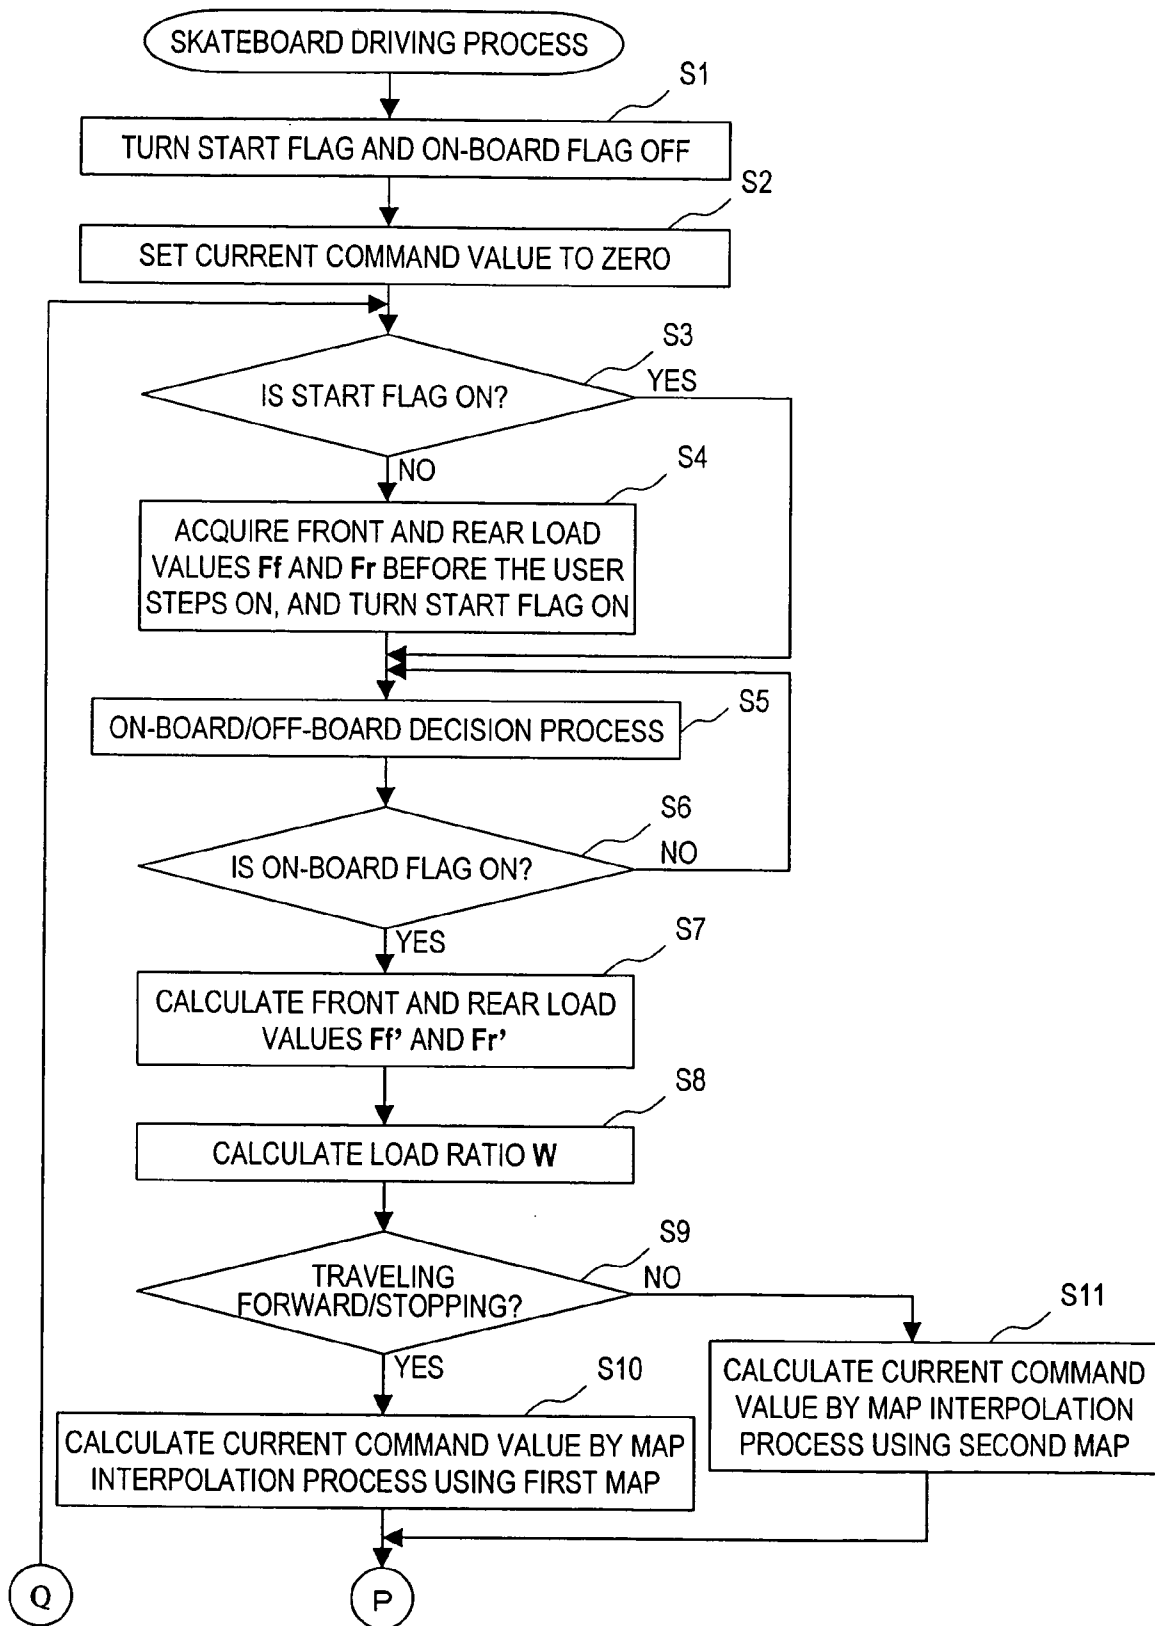 SKATEBOARD DRIVING PROCESS
S1
TURN START FLAG AND ON-BOARD FLAG OFF
S2
SET CURRENT COMMAND VALUE TO ZERO
S3
IS START FLAG ON?
YES
NO
S4
ACQUIRE FRONT AND REAR LOAD
VALUES Ff AND Fr BEFORE THE USER
STEPS ON, AND TURN START FLAG ON
S5
ON-BOARD/OFF-BOARD DECISION PROCESS
S6
IS ON-BOARD FLAG ON?
NO
YES
S7
CALCULATE FRONT AND REAR LOAD
VALUES Ff' AND Fr'
S8
CALCULATE LOAD RATIO W
S9
TRAVELING
FORWARD/STOPPING?
NO
YES
S11
CALCULATE CURRENT COMMAND
VALUE BY MAP INTERPOLATION
PROCESS USING SECOND MAP
S10
CALCULATE CURRENT COMMAND VALUE BY MAP
INTERPOLATION PROCESS USING FIRST MAP
Q
P